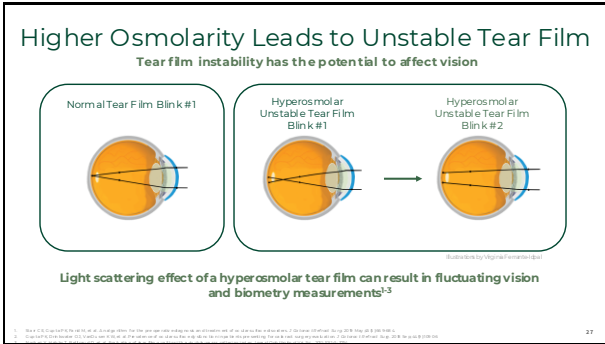 Higher Osmolarity Leads to Unstable Tear Film
Tear film instability has the potential to affect vision
Normal Tear Film Blink #1
Hyperosmolar
Unstable Tear Film
Blink #1
Hyperosmolar
Unstable Tear Film
Blink #2
Illustrations by Virginia Ferrante Iqbal
Light scattering effect of a hyperosmolar tear film can result in fluctuating vision
and biometry measurements1-3
27